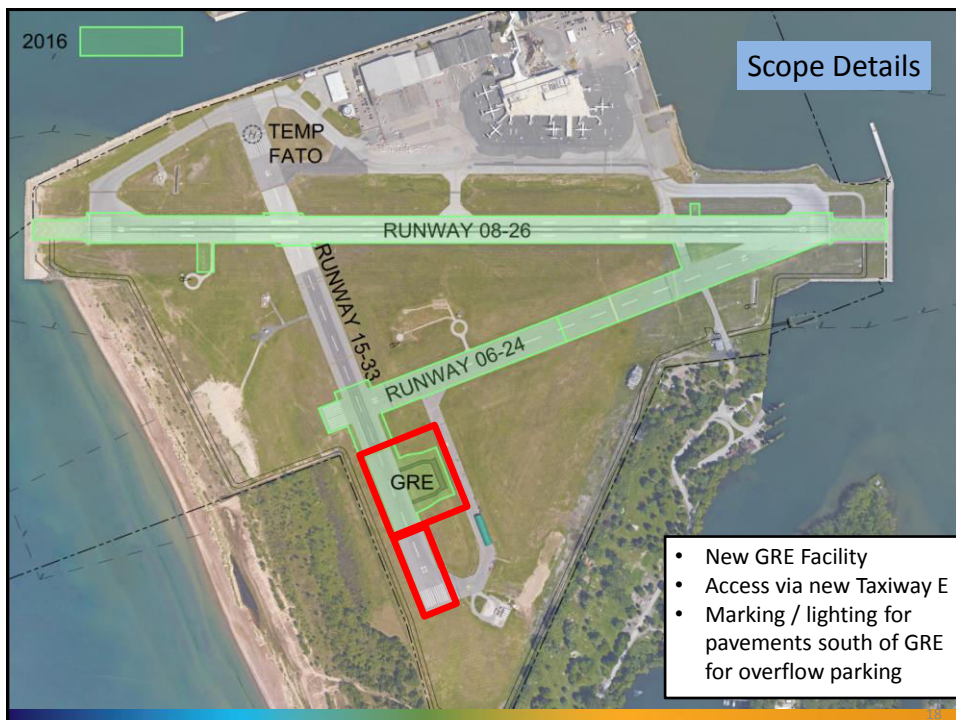 2016
Scope Details
TEMP
FATO
RUNWAY 08-26
RUNWAY 15-33
RUNWAY 06-24
GRE
• New GRE Facility
• Access via new Taxiway E
• Marking / lighting for
pavements south of GRE
for overflow parking
18